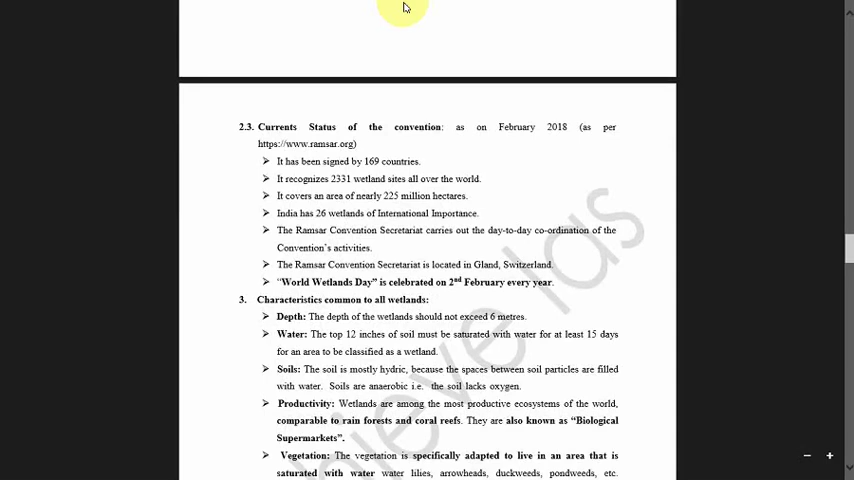 2.3. Currents Status of the convention: as on February 2018 (as per
https://www.ramsar.org)
➢ It has been signed by 169 countries.
➢ It recognizes 2331 wetland sites all over the world.
➢ It covers an area of nearly 225 million hectares.
➢ India has 26 wetlands of International Importance.
➢ The Ramsar Convention Secretariat carries out the day-to-day co-ordination of the
Convention's activities.
➢ The Ramsar Convention Secretariat is located in Gland, Switzerland.
➢ "World Wetlands Day" is celebrated on 2nd February every year.
3. Characteristics common to all wetlands:
➢ Depth: The depth of the wetlands should not exceed 6 metres.
➢ Water: The top 12 inches of soil must be saturated with water for at least 15 days
for an area to be classified as a wetland.
➢ Soils: The soil is mostly hydric, because the spaces between soil particles are filled
with water. Soils are anaerobic i.e. the soil lacks oxygen.
➢ Productivity: Wetlands are among the most productive ecosystems of the world,
comparable to rain forests and coral reefs. They are also known as "Biological
Supermarkets".
➢ Vegetation: The vegetation is specifically adapted to live in an area that is
saturated with water water lilies, arrowheads, duckweeds, pondweeds, etc.
hieve Ias